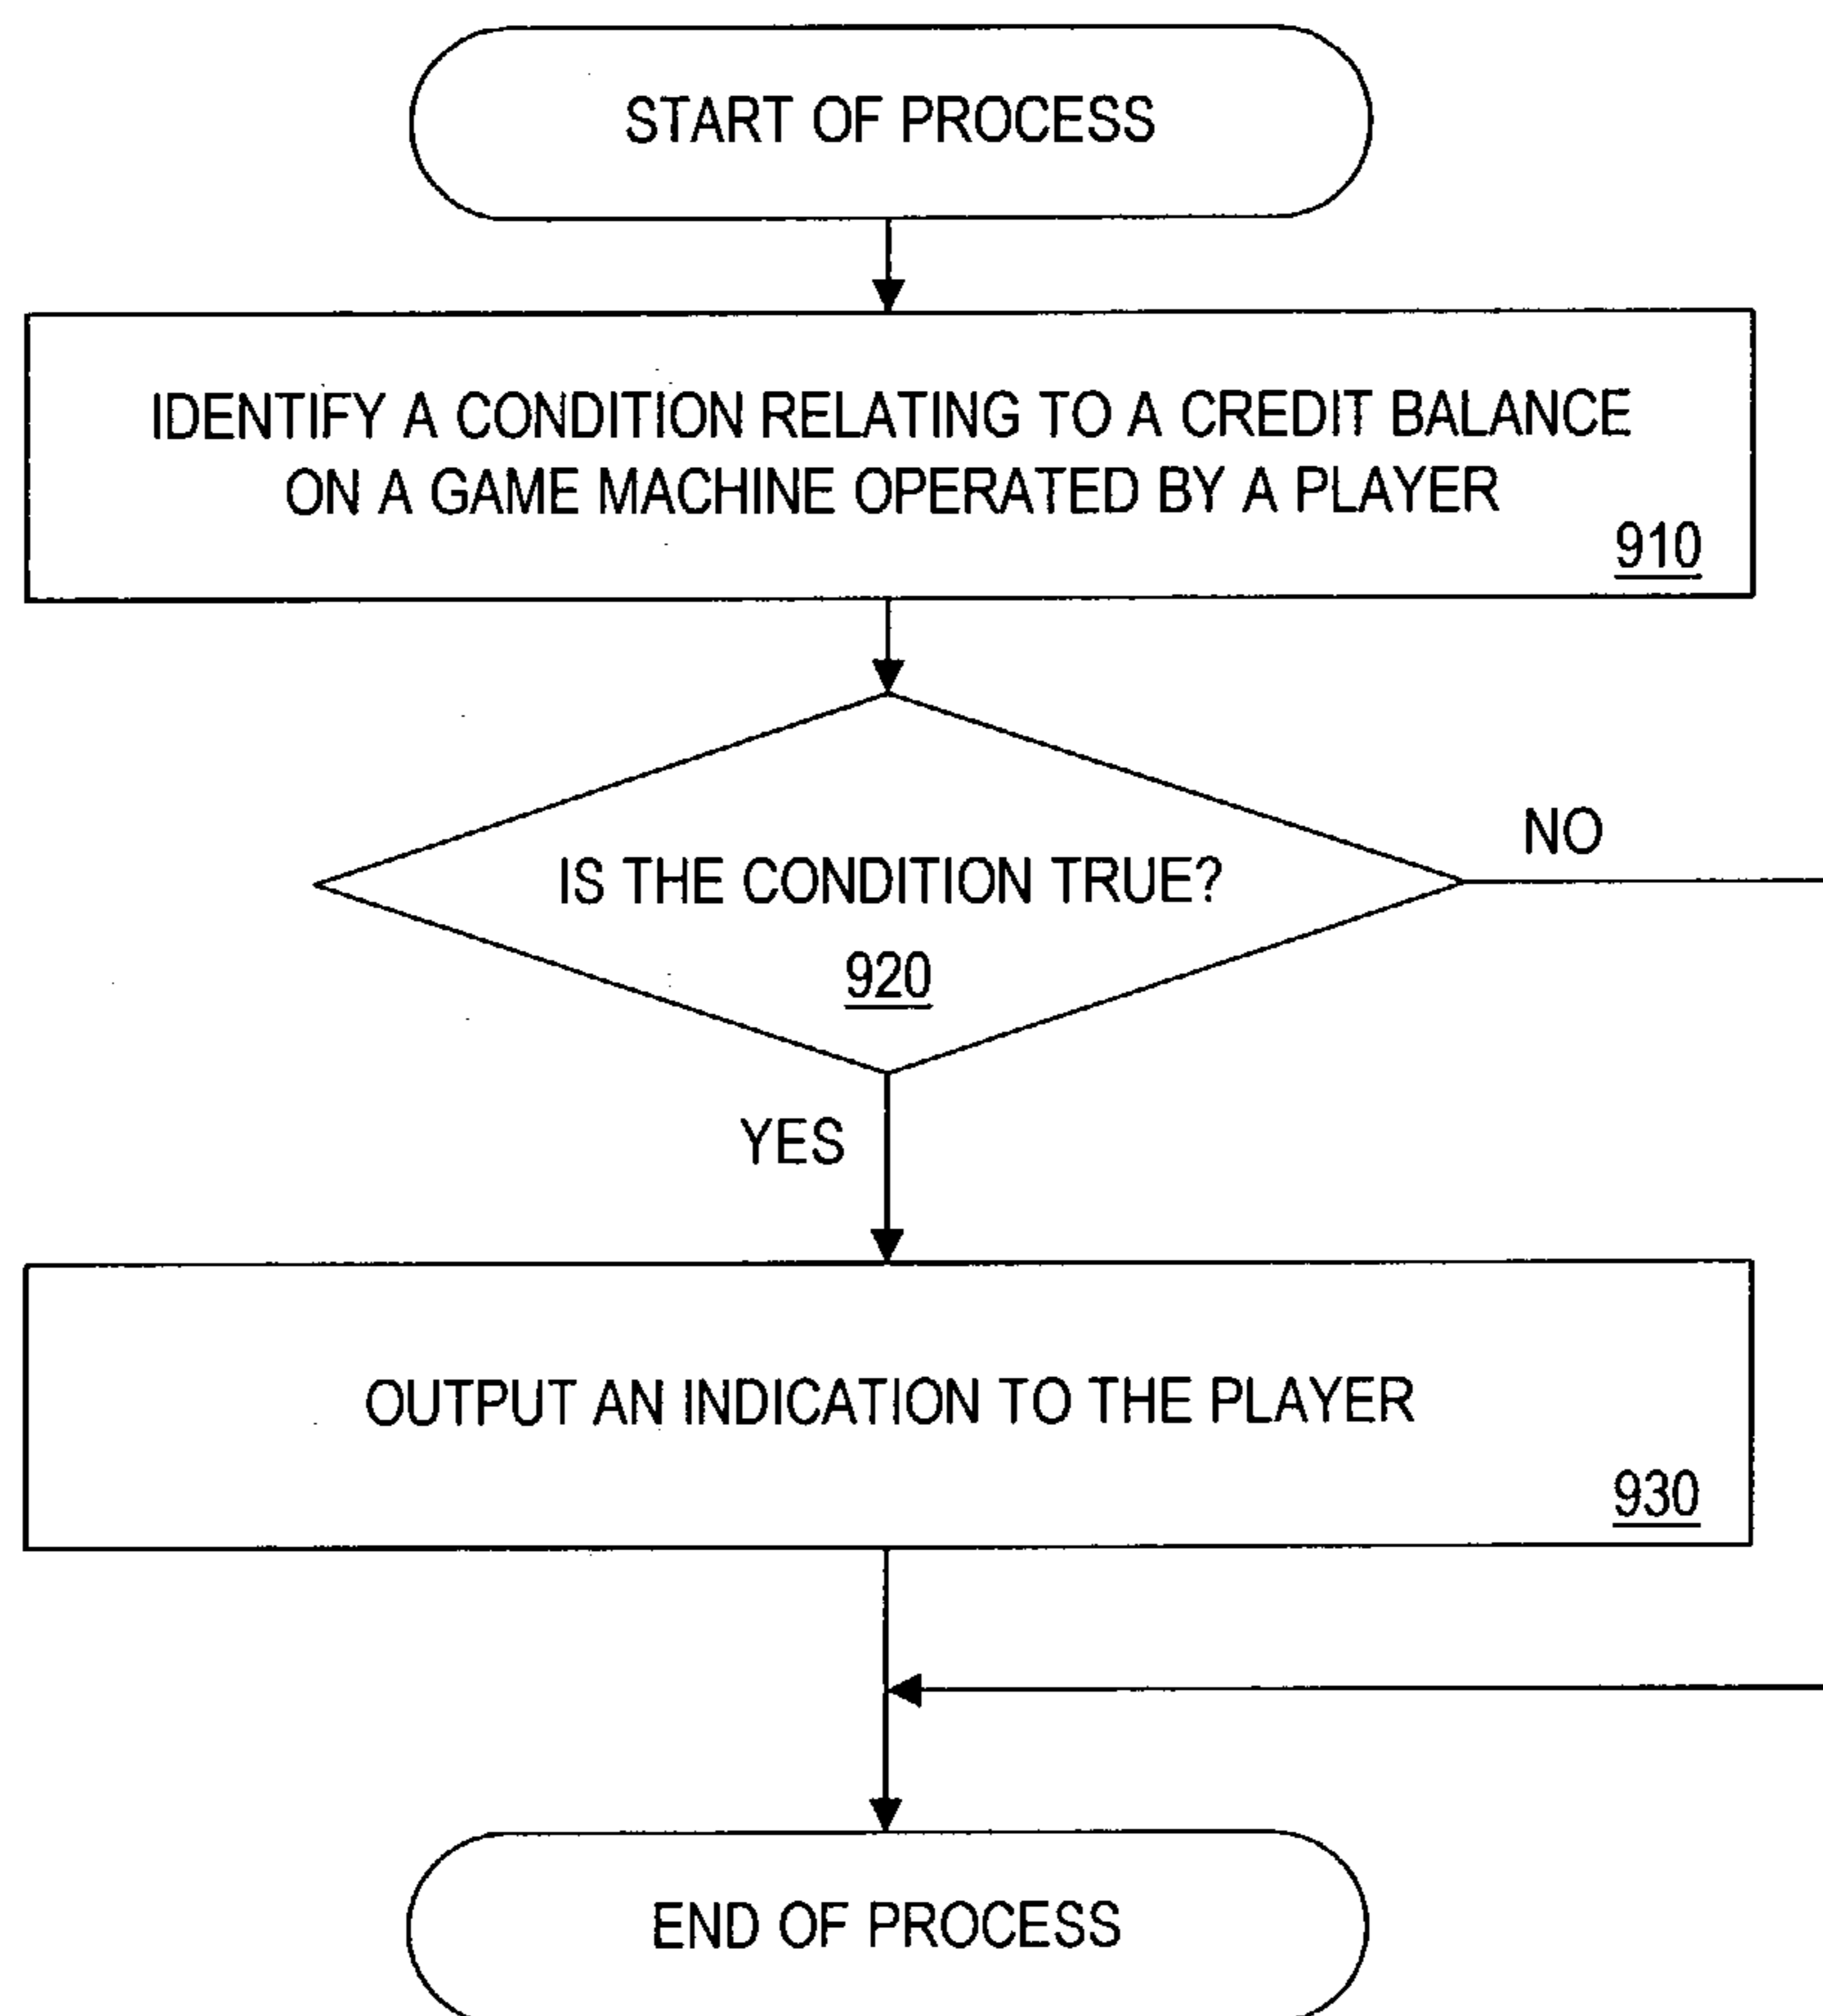 START OF PROCESS
IDENTIFY A CONDITION RELATING TO A CREDIT BALANCE
ON A GAME MACHINE OPERATED BY A PLAYER
910
NO
IS THE CONDITION TRUE?
920
YES
OUTPUT AN INDICATION TO THE PLAYER
930
END OF PROCESS